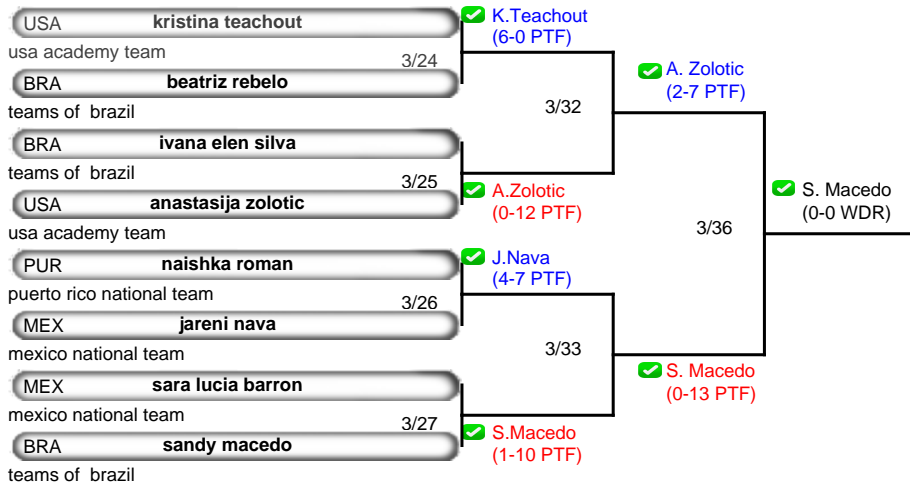 USA kristina teachout
usa academy team
3/24
BRA beatriz rebelo
teams of  brazil
BRA ivana elen silva
teams of  brazil
3/25
USA anastasija zolotic
usa academy team
PUR naishka roman
puerto rico national team
3/26
MEX jareni nava
mexico national team
MEX sara lucia barron
mexico national team
3/27
BRA sandy macedo
teams of  brazil
K.Teachout
(6-0 PTF)
3/32
A.Zolotic
(0-12 PTF)
J.Nava
(4-7 PTF)
3/33
S.Macedo
(1-10 PTF)
A. Zolotic
(2-7 PTF)
3/36
S. Macedo
(0-13 PTF)
S. Macedo
(0-0 WDR)